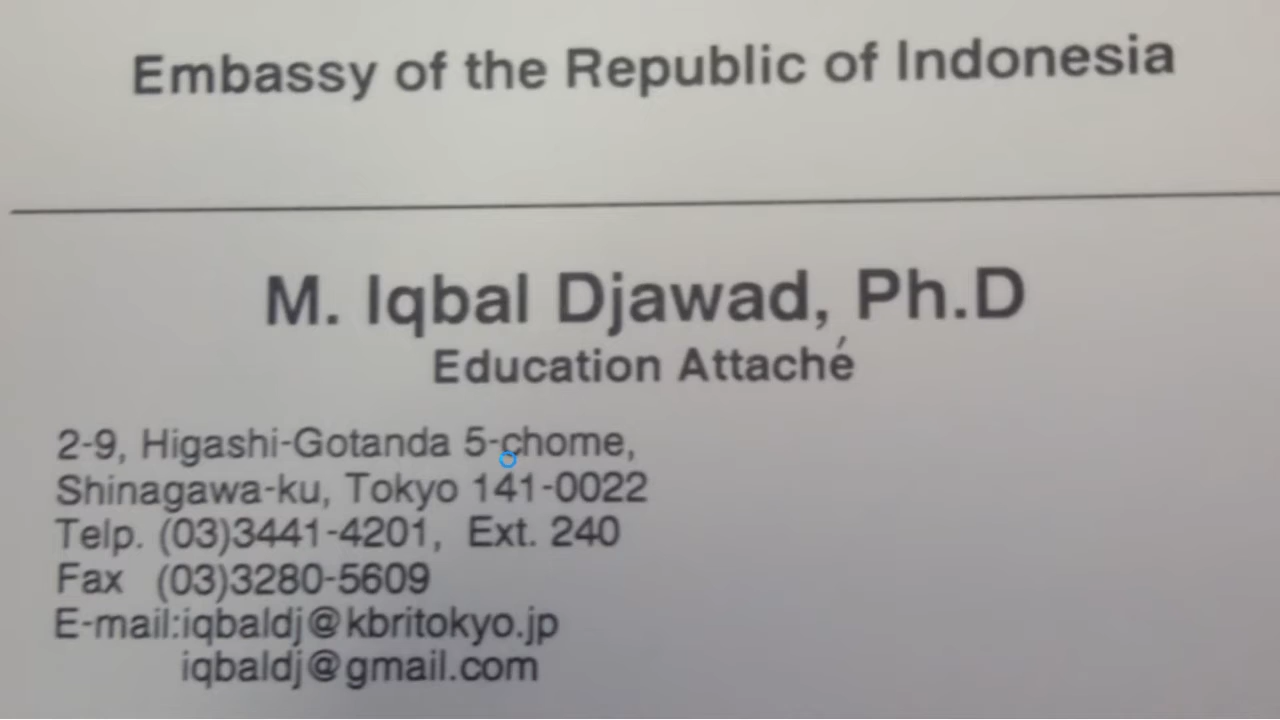 Embassy of the Republic of Indonesia
M. Iqbal Djawad, Ph.D
Education Attaché
2-9, Higashi-Gotanda 5-chome,
Shinagawa-ku, Tokyo 141-0022
Telp. (03)3441-4201, Ext. 240
Fax (03)3280-5609
E-mail:iqbaldj@kbritokyo.jp
iqbaldj@gmail.com